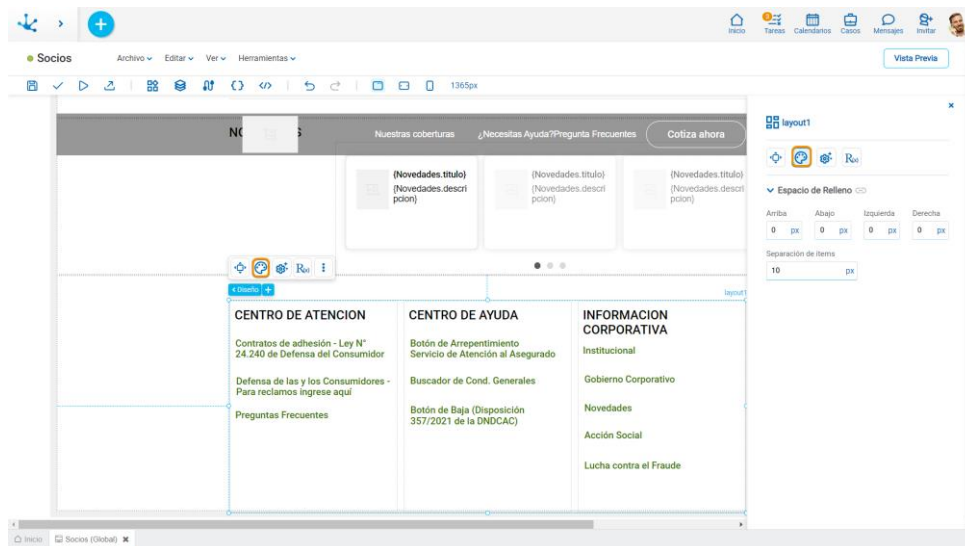 Inicio
3
Tareas
Calendarios
Casos
Mensajes
Invitar
Socios
Archivo
Editar
Ver
Herramientas
Vista Previa
1365px
layout1
NO
S
Nuestras coberturas
¿Necesitas Ayuda?Pregunta Frecuentes
Cotiza ahora
{Novedades.titulo}
{Novedades.descri
pcion}
{Novedades.titulo}
{Novedades.descri
pcion}
{Novedades.titulo}
{Novedades.descri
pcion}
Espacio de Relleno
Arriba
Abajo
Izquierda
Derecha
0 px
0 px
0 px
0 px
Separación de ítems
10 px
R(x)
R(x)
Diseño
+
layout1
CENTRO DE ATENCION
Contratos de adhesión - Ley N°
24.240 de Defensa del Consumidor
Defensa de las y los Consumidores -
Para reclamos ingrese aquí
Preguntas Frecuentes
CENTRO DE AYUDA
Botón de Arrepentimiento
Servicio de Atención al Asegurado
Buscador de Cond. Generales
Botón de Baja (Disposición
357/2021 de la DNDCAC)
INFORMACION
CORPORATIVA
Institucional
Gobierno Corporativo
Novedades
Acción Social
Lucha contra el Fraude
Inicio
Socios (Global)